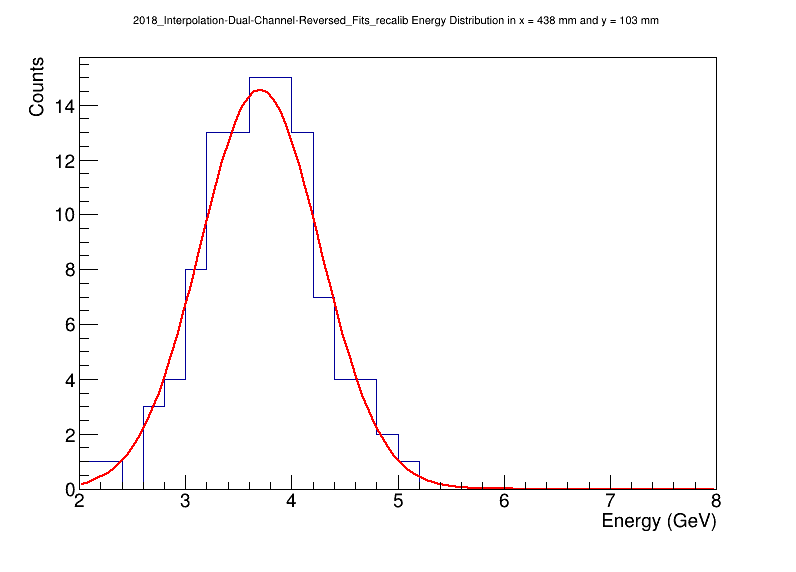 2018_Interpolation-Dual-Channel-Reversed_Fits_recalib Energy Distribution in x = 438 mm and y = 103 mm
Counts
14
12
10
8
6
4
2
0
2 3 4 5 6 7 8
Energy (GeV)